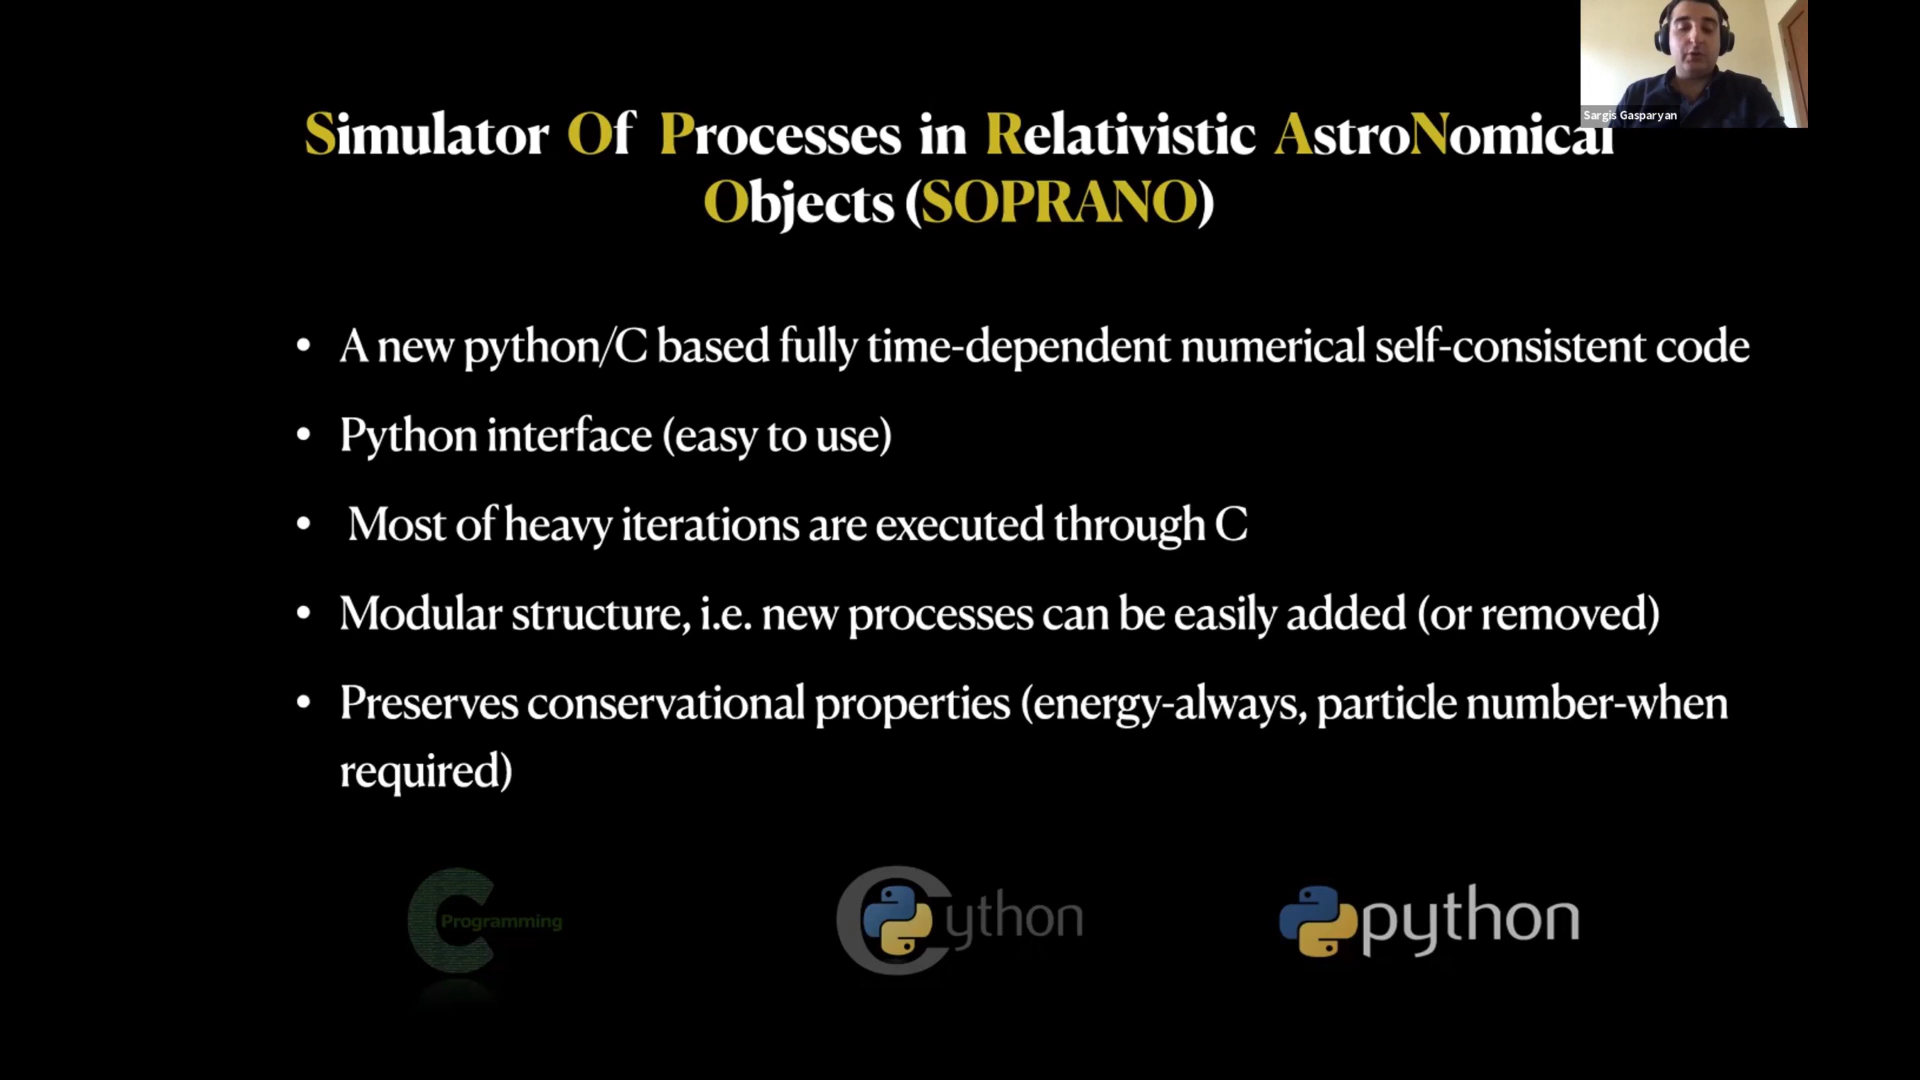 Sargis Gasparyan
Simulator Of Processes in Relativistic AstroNomical
Objects (SOPRANO)
• A new python/C based fully time-dependent numerical self-consistent code
• Python interface (easy to use)
• Most of heavy iterations are executed through C
• Modular structure, i.e. new processes can be easily added (or removed)
• Preserves conservational properties (energy-always, particle number-when
required)
C Programming
Cython
python